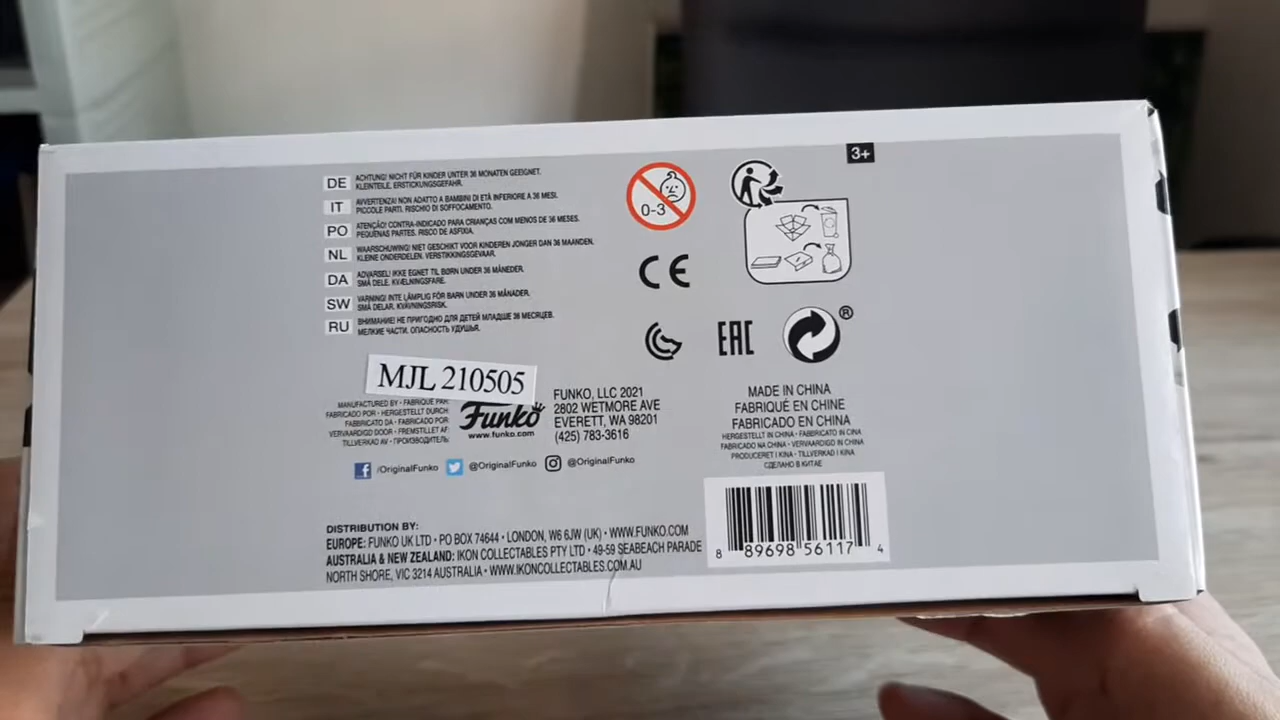 3+
DE ACHTUNG! NICHT FÜR KINDER UNTER 36 MONATEN GEEIGNET.
KLEINTEILE, ERSTICKUNGSGEFAHR.
IT AVVERTENZA! NON ADATTO A BAMBINI DI ETÀ INFERIORE A 36 MESI.
PICCOLE PARTI. RISCHIO DI SOFFOCAMENTO.
PO ATENÇÃO! CONTRA-INDICADO PARA CRIANÇAS COM MENOS DE 36 MESES.
PEQUENAS PARTES. RISCO DE ASFIXIA.
NL WAARSCHUWING! NIET GESCHIKT VOOR KINDEREN JONGER DAN 36 MAANDEN.
KLEINE ONDERDELEN. VERSTIKKINGSGEVAAR.
DA ADVARSEL! IKKE EGNET TIL BØRN UNDER 36 MÅNEDER.
SMÅ DELE. KVÆLNINGSFARE.
SW VARNING! INTE LÄMPLIG FÖR BARN UNDER 36 MÅNADER.
SMÅ DELAR. KVÄVNINGSRISK.
RU ВНИМАНИЕ! НЕ ПРИГОДНО ДЛЯ ДЕТЕЙ МЛАДШЕ 36 МЕСЯЦЕВ.
МЕЛКИЕ ЧАСТИ. ОПАСНОСТЬ УДУШЬЯ.
0-3
CE
EAC
®
MJL 210505
MANUFACTURED BY • FABRIQUÉ PAR
FABRICADO POR • HERGESTELLT DURCH
FABBRICATO DA • FABRICADO POR
VERVAARDIGD DOOR • FREMSTILLET AF
TILLVERKAD AV • ПРОИЗВОДИТЕЛЬ
Funko
www.funko.com
FUNKO, LLC 2021
2802 WETMORE AVE
EVERETT, WA 98201
(425) 783-3616
MADE IN CHINA
FABRIQUÉ EN CHINE
FABRICADO EN CHINA
HERGESTELLT IN CHINA • FABBRICATO IN CINA
FABRICADO NA CHINA • VERVAARDIGD IN CHINA
PRODUCERET I KINA • TILLVERKAD I KINA
СДЕЛАНО В КИТАЕ
/OriginalFunko @OriginalFunko @OriginalFunko
DISTRIBUTION BY:
EUROPE: FUNKO UK LTD • PO BOX 74644 • LONDON, W6 6JW (UK) • WWW.FUNKO.COM
AUSTRALIA & NEW ZEALAND: IKON COLLECTABLES PTY LTD • 49-59 SEABEACH PARADE
NORTH SHORE, VIC 3214 AUSTRALIA • WWW.IKONCOLLECTABLES.COM.AU
8 89698 56117 4